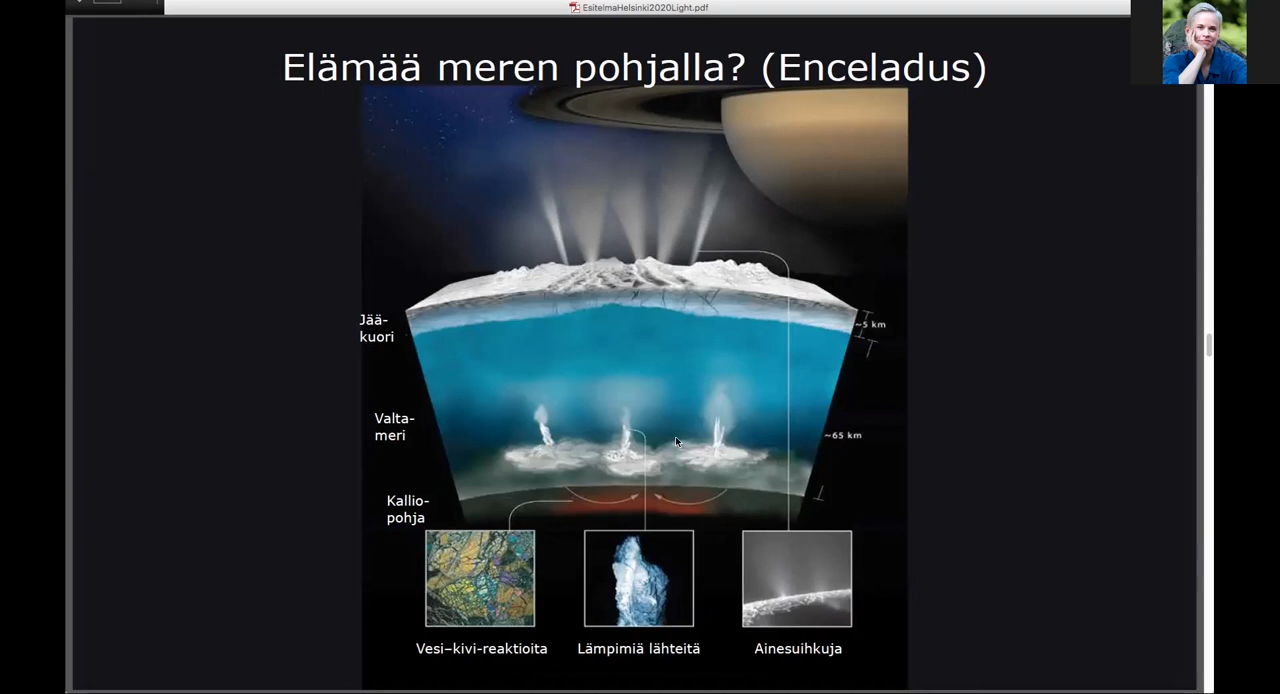 EsitelmaHelsinki2020Light.pdf
Elämää meren pohjalla? (Enceladus)
Jää-
kuori
~5 km
Valta-
meri
~65 km
Kallio-
pohja
Vesi–kivi-reaktioita
Lämpimiä lähteitä
Ainesuihkuja